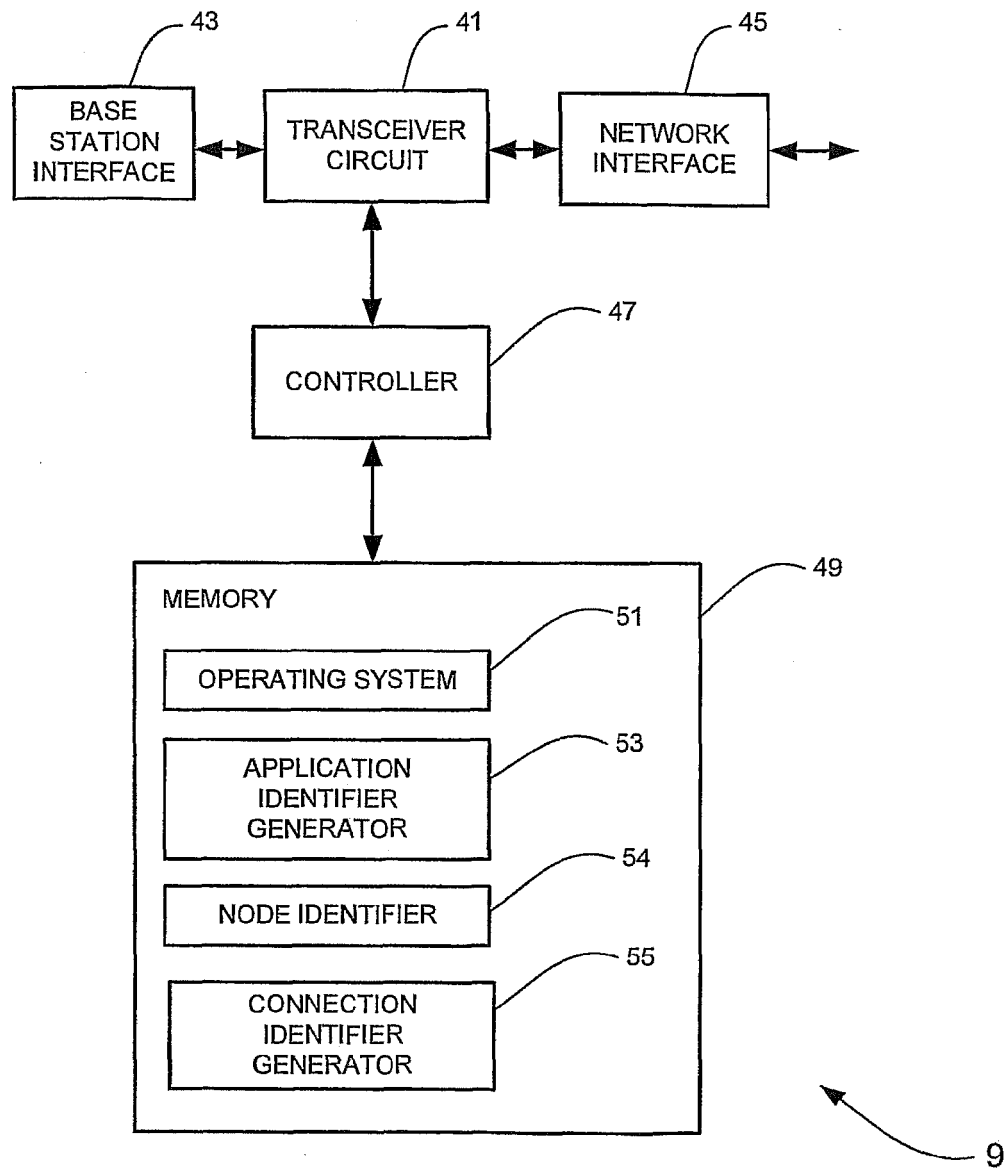 43
41
45
BASE
STATION
INTERFACE
TRANSCEIVER
CIRCUIT
NETWORK
INTERFACE
47
CONTROLLER
49
MEMORY
51
OPERATING SYSTEM
53
APPLICATION
IDENTIFIER
GENERATOR
54
NODE IDENTIFIER
55
CONNECTION
IDENTIFIER
GENERATOR
9